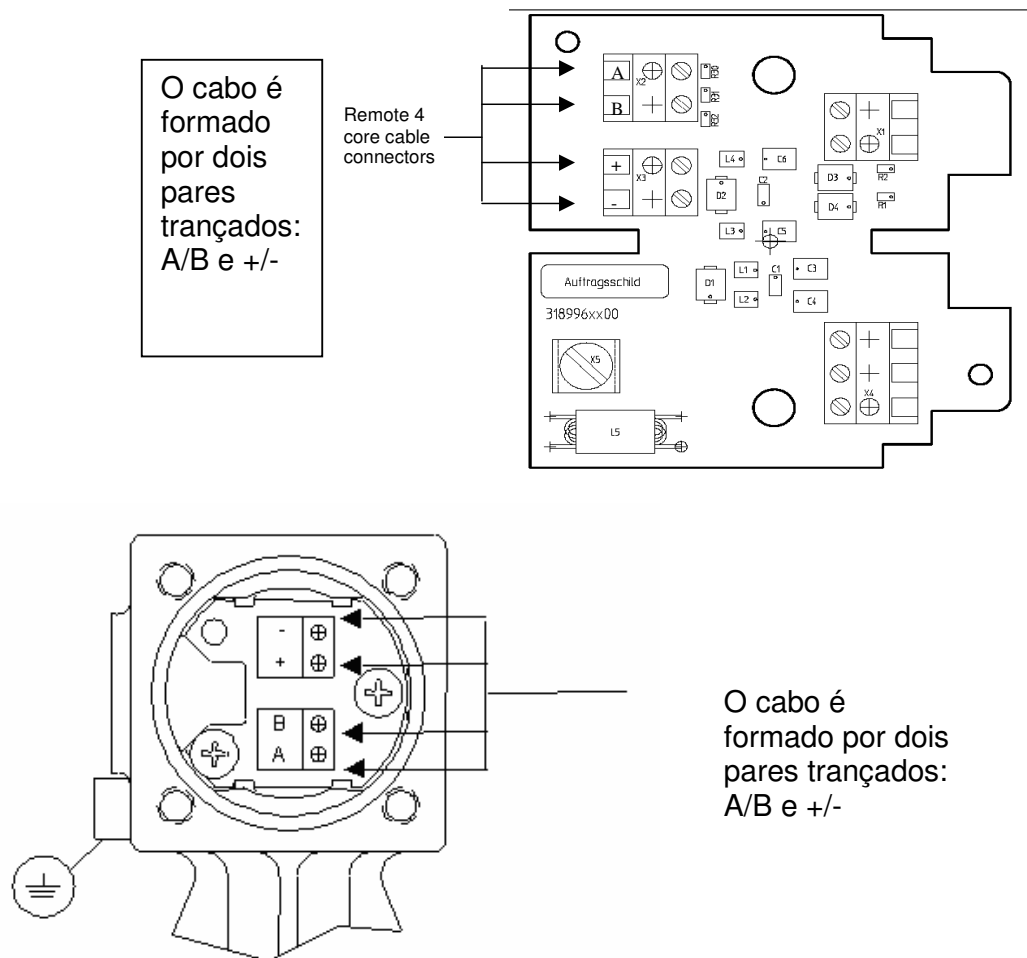 O cabo é
formado
por dois
pares
trançados:
A/B e +/-
Remote 4
core cable
connectors
A
X2
B
R30
R31
R32
+
X3
-
L4
C6
D2
C2
L3
C5
X1
D3
R2
D4
R1
L1
C1
C3
D1
L2
C4
Auftragsschild
318996xx00
X5
L5
X4
-
+
B
A
O cabo é
formado por dois
pares trançados:
A/B e +/-